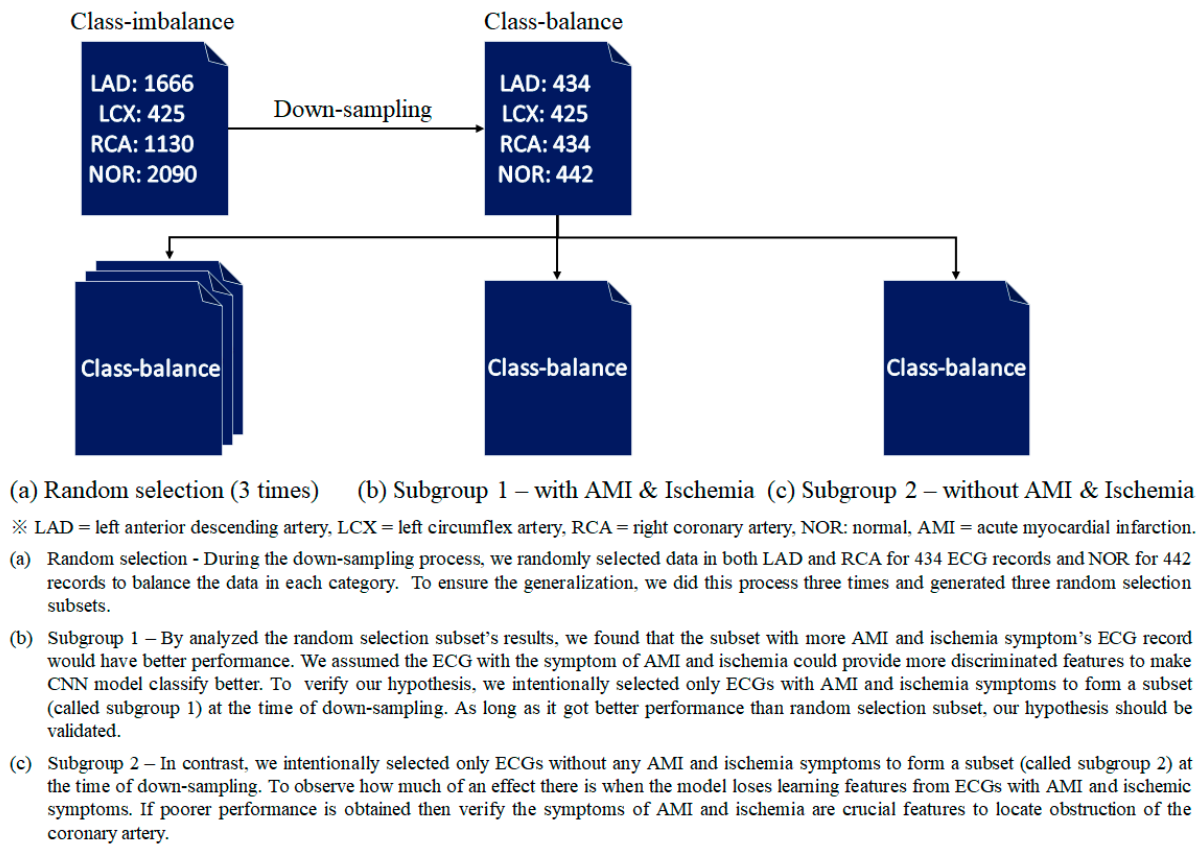 Class-imbalance
Class-balance
LAD: 1666
LCX: 425
RCA: 1130
NOR: 2090
Down-sampling
LAD: 434
LCX: 425
RCA: 434
NOR: 442
Class-balance
Class-balance
Class-balance
(a) Random selection (3 times)
(b) Subgroup 1 – with AMI & Ischemia
(c) Subgroup 2 – without AMI & Ischemia
※ LAD = left anterior descending artery, LCX = left circumflex artery, RCA = right coronary artery, NOR: normal, AMI = acute myocardial infarction.
(a) Random selection - During the down-sampling process, we randomly selected data in both LAD and RCA for 434 ECG records and NOR for 442
records to balance the data in each category. To ensure the generalization, we did this process three times and generated three random selection
subsets.
(b) Subgroup 1 – By analyzed the random selection subset's results, we found that the subset with more AMI and ischemia symptom's ECG record
would have better performance. We assumed the ECG with the symptom of AMI and ischemia could provide more discriminated features to make
CNN model classify better. To verify our hypothesis, we intentionally selected only ECGs with AMI and ischemia symptoms to form a subset
(called subgroup 1) at the time of down-sampling. As long as it got better performance than random selection subset, our hypothesis should be
validated.
(c) Subgroup 2 – In contrast, we intentionally selected only ECGs without any AMI and ischemia symptoms to form a subset (called subgroup 2) at
the time of down-sampling. To observe how much of an effect there is when the model loses learning features from ECGs with AMI and ischemic
symptoms. If poorer performance is obtained then verify the symptoms of AMI and ischemia are crucial features to locate obstruction of the
coronary artery.